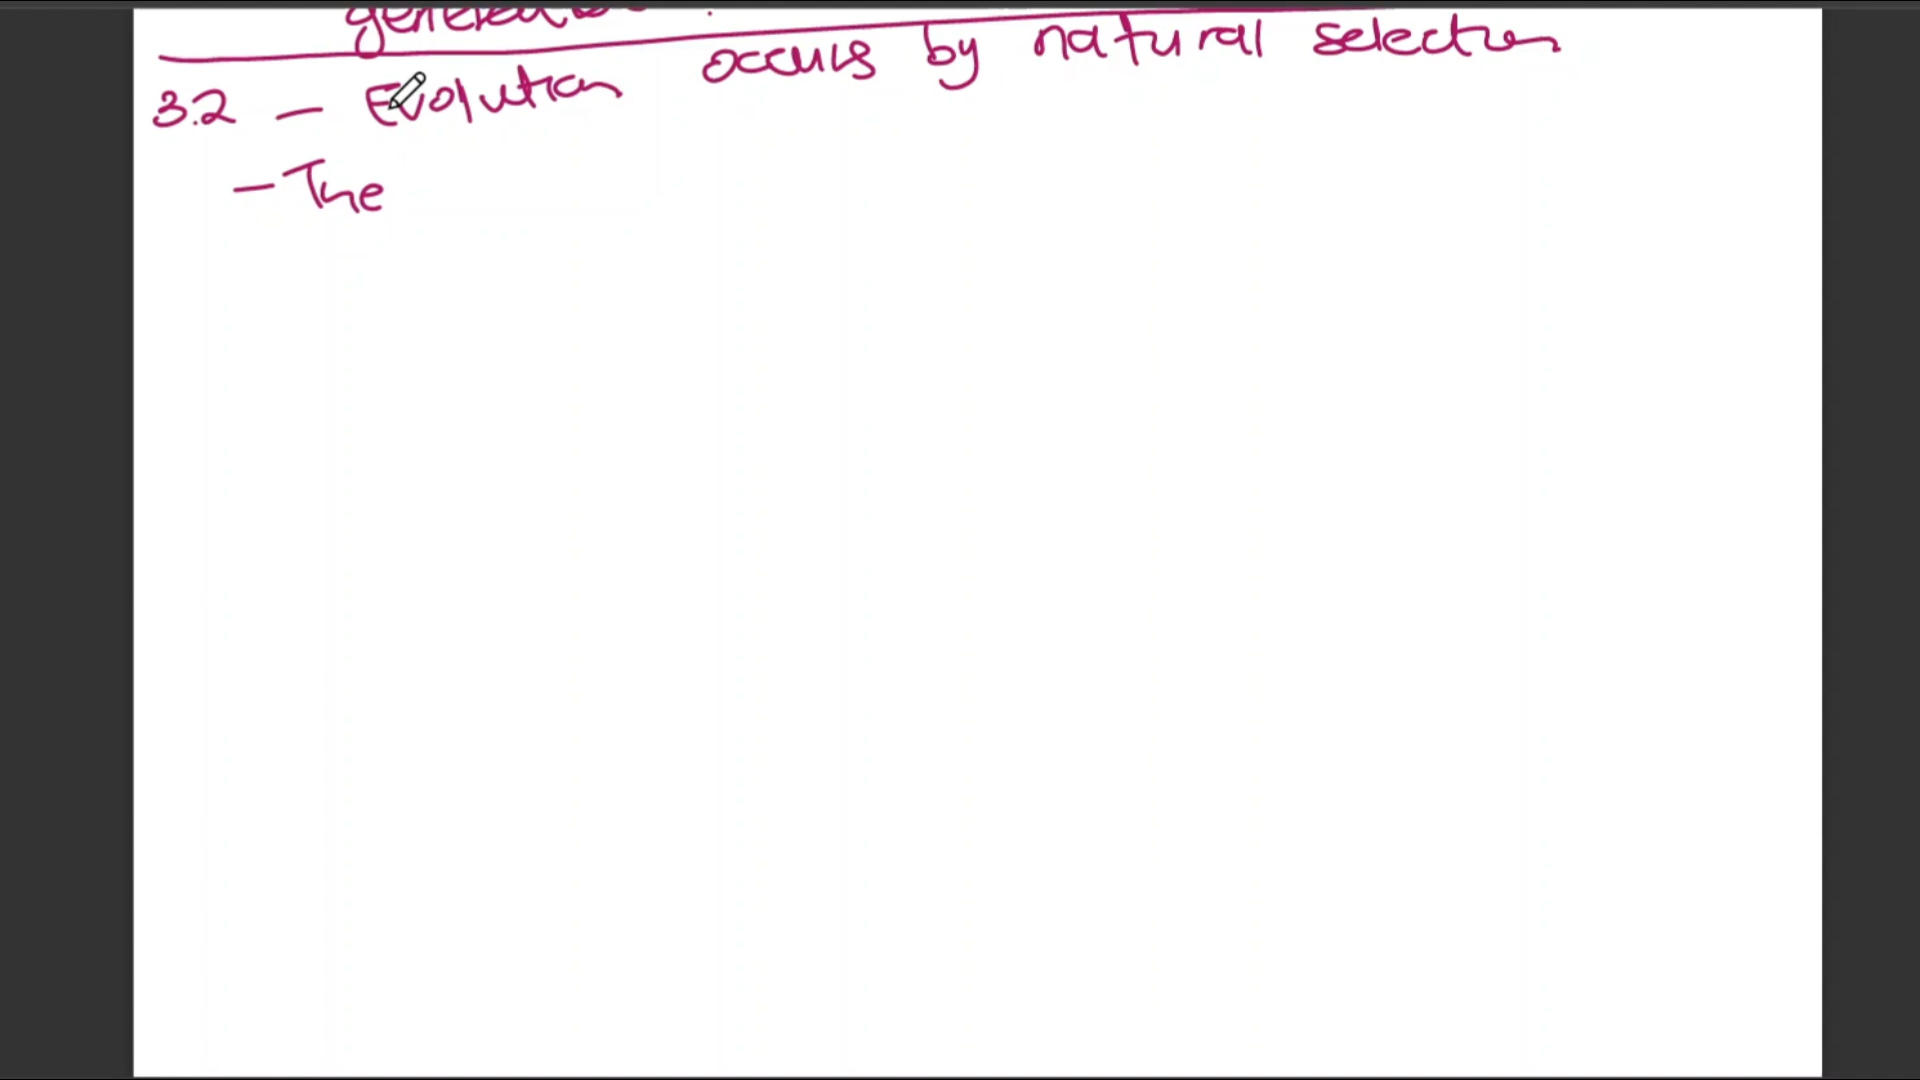 3.2 - Evolution occurs by natural selection
- The